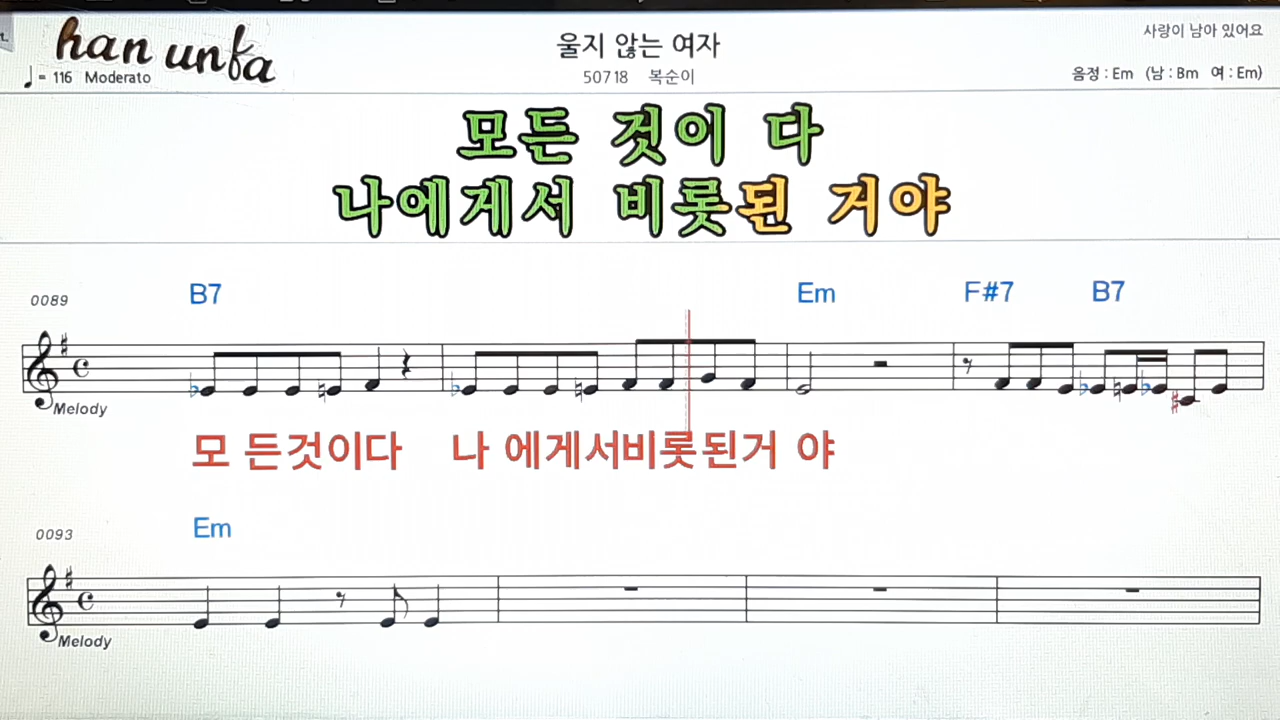 han unfa
♩= 116 Moderato
울지 않는 여자
50718 복순이
사랑이 남아 있어요
음정 : Em (남 : Bm 여 : Em)
모든 것이 다
나에게서 비롯된 거야
0089
B7 Em F#7 B7
Melody
모 든것이다 나 에게서비롯된거 야
0093
Em
Melody